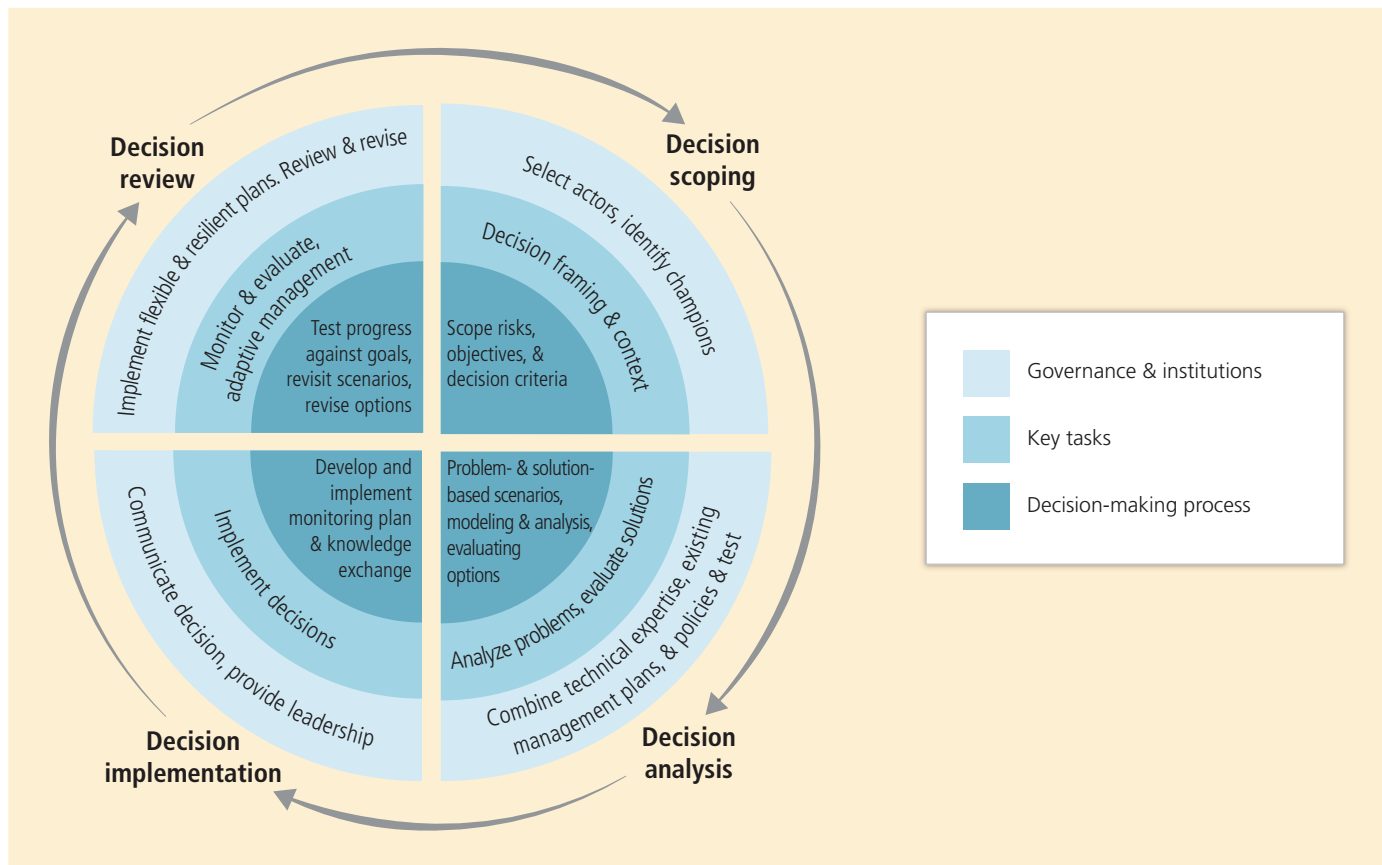 Decision
review
Implement flexible & resilient plans. Review & revise
Monitor & evaluate,
adaptive management
Test progress
against goals,
revisit scenarios,
revise options
Decision
scoping
Select actors, identify champions
Decision framing & context
Scope risks,
objectives, &
decision criteria
Decision
analysis
Problem- & solution-
based scenarios,
modeling & analysis,
evaluating
options
Analyze problems, evaluate solutions
Combine technical expertise, existing
management plans, & policies & test
Decision
implementation
Develop and
implement
monitoring plan
& knowledge
exchange
Implement decisions
Communicate decision, provide leadership
Governance & institutions
Key tasks
Decision-making process